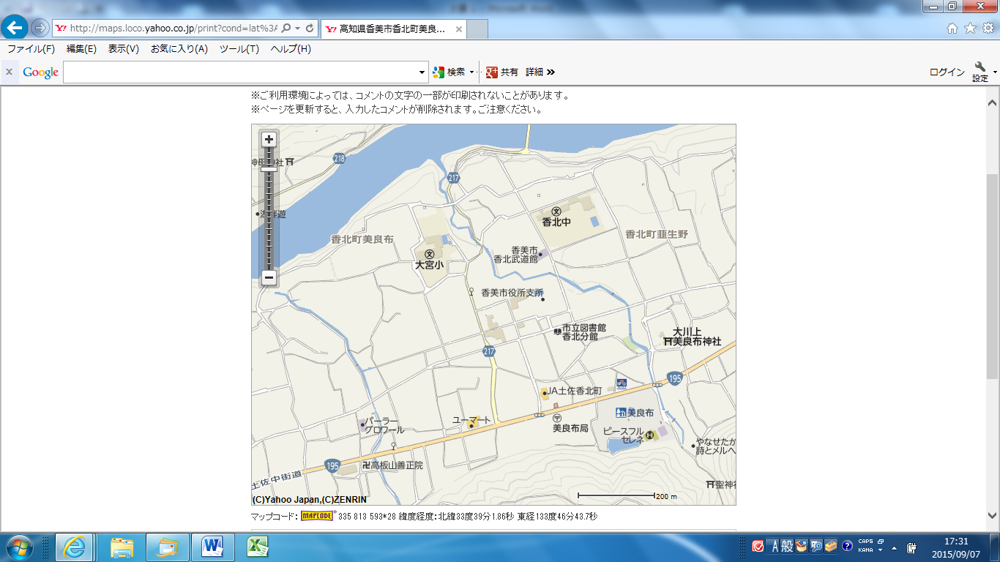 http://maps.loco.yahoo.co.jp/print?cond=lat%3A
高知県香美市香北町美良...
ファイル(F) 編集(E) 表示(V) お気に入り(A) ツール(T) ヘルプ(H)
Google 検索 共有 詳細 ログイン 設定
※ご利用環境によっては、コメントの文字の一部が印刷されないことがあります。
※ページを更新すると、入力したコメントが削除されます。ご注意ください。
218
217
香北中
香北町美良布
香北町韮生野
香美市
香北武道館
大宮小
香美市役所支所
市立図書館
香北分館
大川上
美良布神社
217
195
JA土佐香北町
美良布
パーラー
グロワール
ユーマート
美良布局
ピースフル
セレネ
やなせたか
詩とメルヘ
195
高板山善正院
土佐中街道
聖神社
(C)Yahoo Japan,(C)ZENRIN
200 m
マップコード: MAPCODE 335 813 593*28 緯度経度:北緯33度39分1.86秒 東経133度46分43.7秒
A 般 CAPS KANA
17:31
2015/09/07